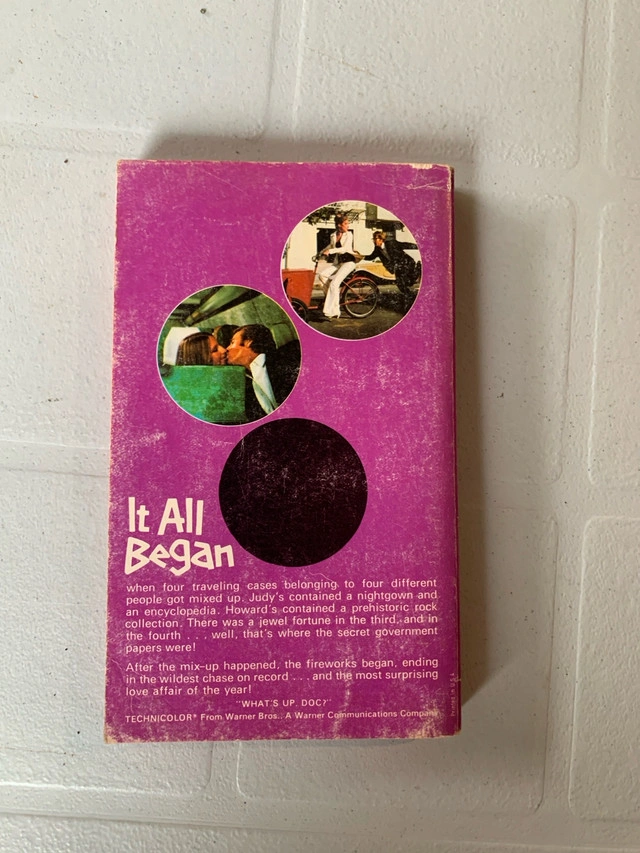 It All
Began
when four traveling cases belonging to four different
people got mixed up. Judy's contained a nightgown and
an encyclopedia. Howard's contained a prehistoric rock
collection. There was a jewel fortune in the third, and in
the fourth . . . well, that's where the secret government
papers were!
After the mix-up happened, the fireworks began, ending
in the wildest chase on record . . . and the most surprising
love affair of the year!
"WHAT'S UP, DOC?"
TECHNICOLOR® From Warner Bros., A Warner Communications Company
Printed in U.S.A.